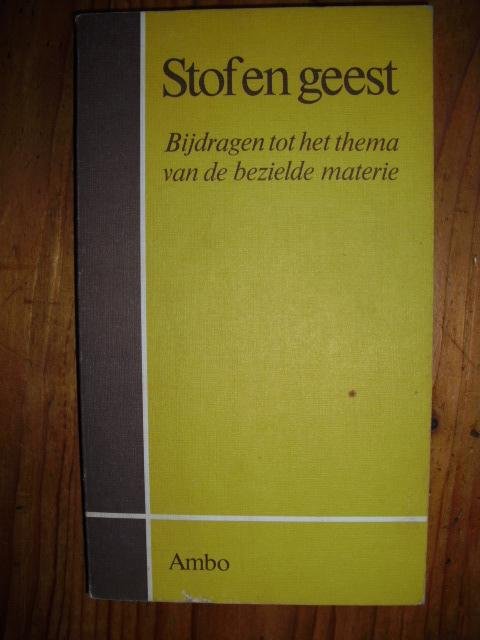 Stof en geest
Bijdragen tot het thema
van de bezielde materie
Ambo